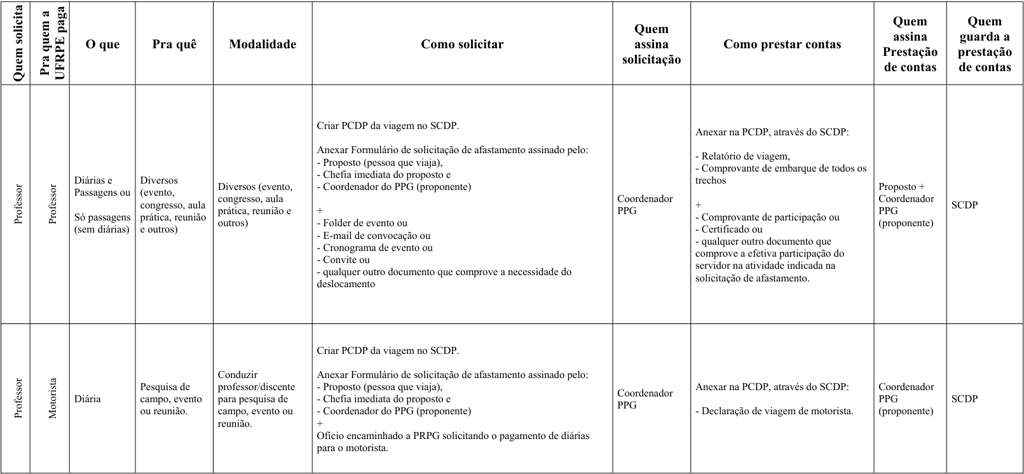 Quem solicita
Pra quem a
UFRPE paga
O que
Pra quê
Modalidade
Como solicitar
Quem
assina
solicitação
Como prestar contas
Quem
assina
Prestação
de contas
Quem
guarda a
prestação
de contas
Professor
Professor
Diárias e
Passagens ou
Só passagens
(sem diárias)
Diversos
(evento,
congresso, aula
prática, reunião
e outros)
Diversos (evento,
congresso, aula
prática, reunião e
outros)
Criar PCDP da viagem no SCDP.
Anexar Formulário de solicitação de afastamento assinado pelo:
- Proposto (pessoa que viaja),
- Chefia imediata do proposto e
- Coordenador do PPG (proponente)
+
- Folder de evento ou
- E-mail de convocação ou
- Cronograma de evento ou
- Convite ou
- qualquer outro documento que comprove a necessidade do
deslocamento
Coordenador
PPG
Anexar na PCDP, através do SCDP:
- Relatório de viagem,
- Comprovante de embarque de todos os
trechos
+
- Comprovante de participação ou
- Certificado ou
- qualquer outro documento que
comprove a efetiva participação do
servidor na atividade indicada na
solicitação de afastamento.
Proposto +
Coordenador
PPG
(proponente)
SCDP
Professor
Motorista
Diária
Pesquisa de
campo, evento
ou reunião.
Conduzir
professor/discente
para pesquisa de
campo, evento ou
reunião.
Criar PCDP da viagem no SCDP.
Anexar Formulário de solicitação de afastamento assinado pelo:
- Proposto (pessoa que viaja),
- Chefia imediata do proposto e
- Coordenador do PPG (proponente)
+
Ofício encaminhado a PRPG solicitando o pagamento de diárias
para o motorista.
Coordenador
PPG
Anexar na PCDP, através do SCDP:
- Declaração de viagem de motorista.
Coordenador
PPG
(proponente)
SCDP